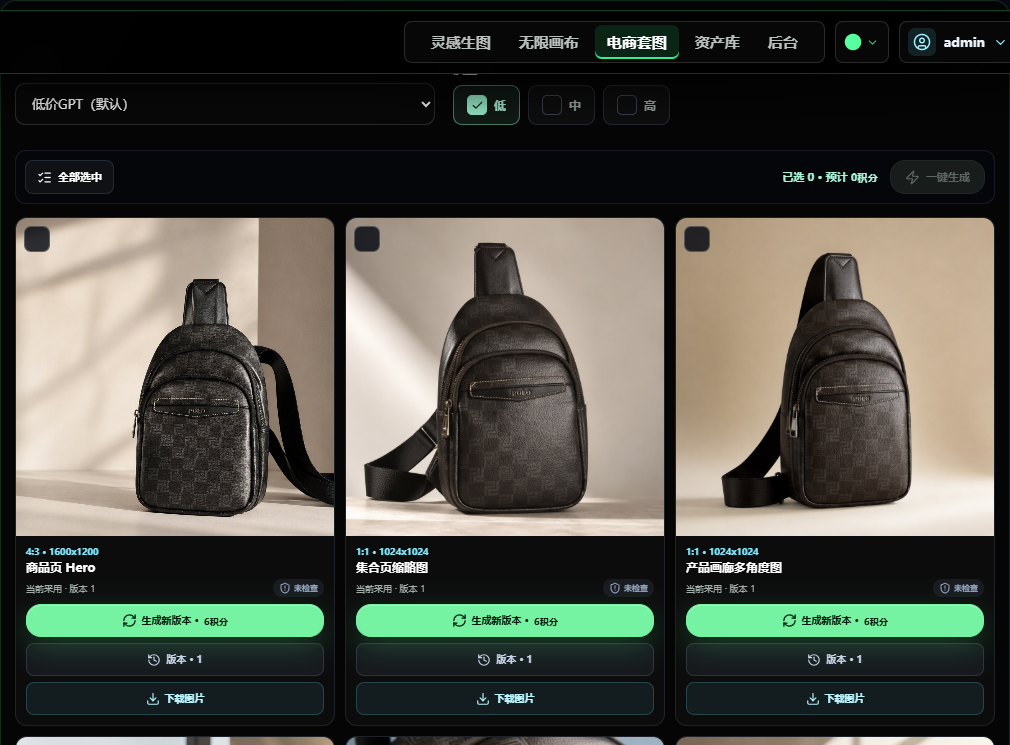 灵感生图 无限画布 电商套图 资产库 后台 admin
低价GPT（默认） 低 中 高
全部选中 已选 0 • 预计 0积分 一键生成
POLO
4:3 • 1600x1200
商品页 Hero
当前采用 · 版本 1 未检查
生成新版本 • 6积分
版本 • 1
下载图片
POLO
1:1 • 1024x1024
集合页缩略图
当前采用 · 版本 1 未检查
生成新版本 • 6积分
版本 • 1
下载图片
POLO
1:1 • 1024x1024
产品画廊多角度图
当前采用 · 版本 1 未检查
生成新版本 • 6积分
版本 • 1
下载图片